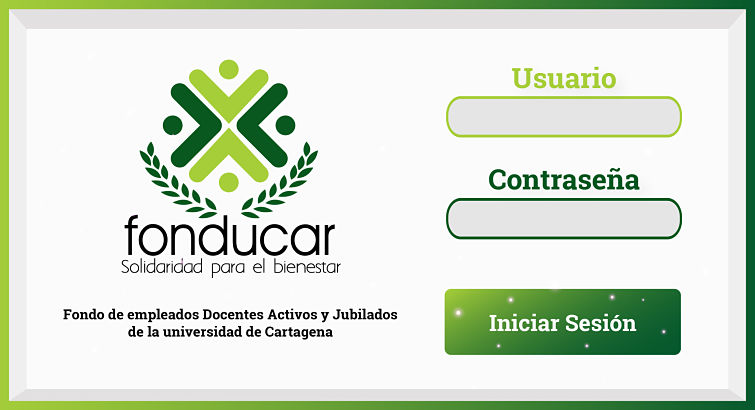 fonducar
Solidaridad para el bienestar
Fondo de empleados Docentes Activos y Jubilados
de la universidad de Cartagena
Usuario
Contraseña
Iniciar Sesión